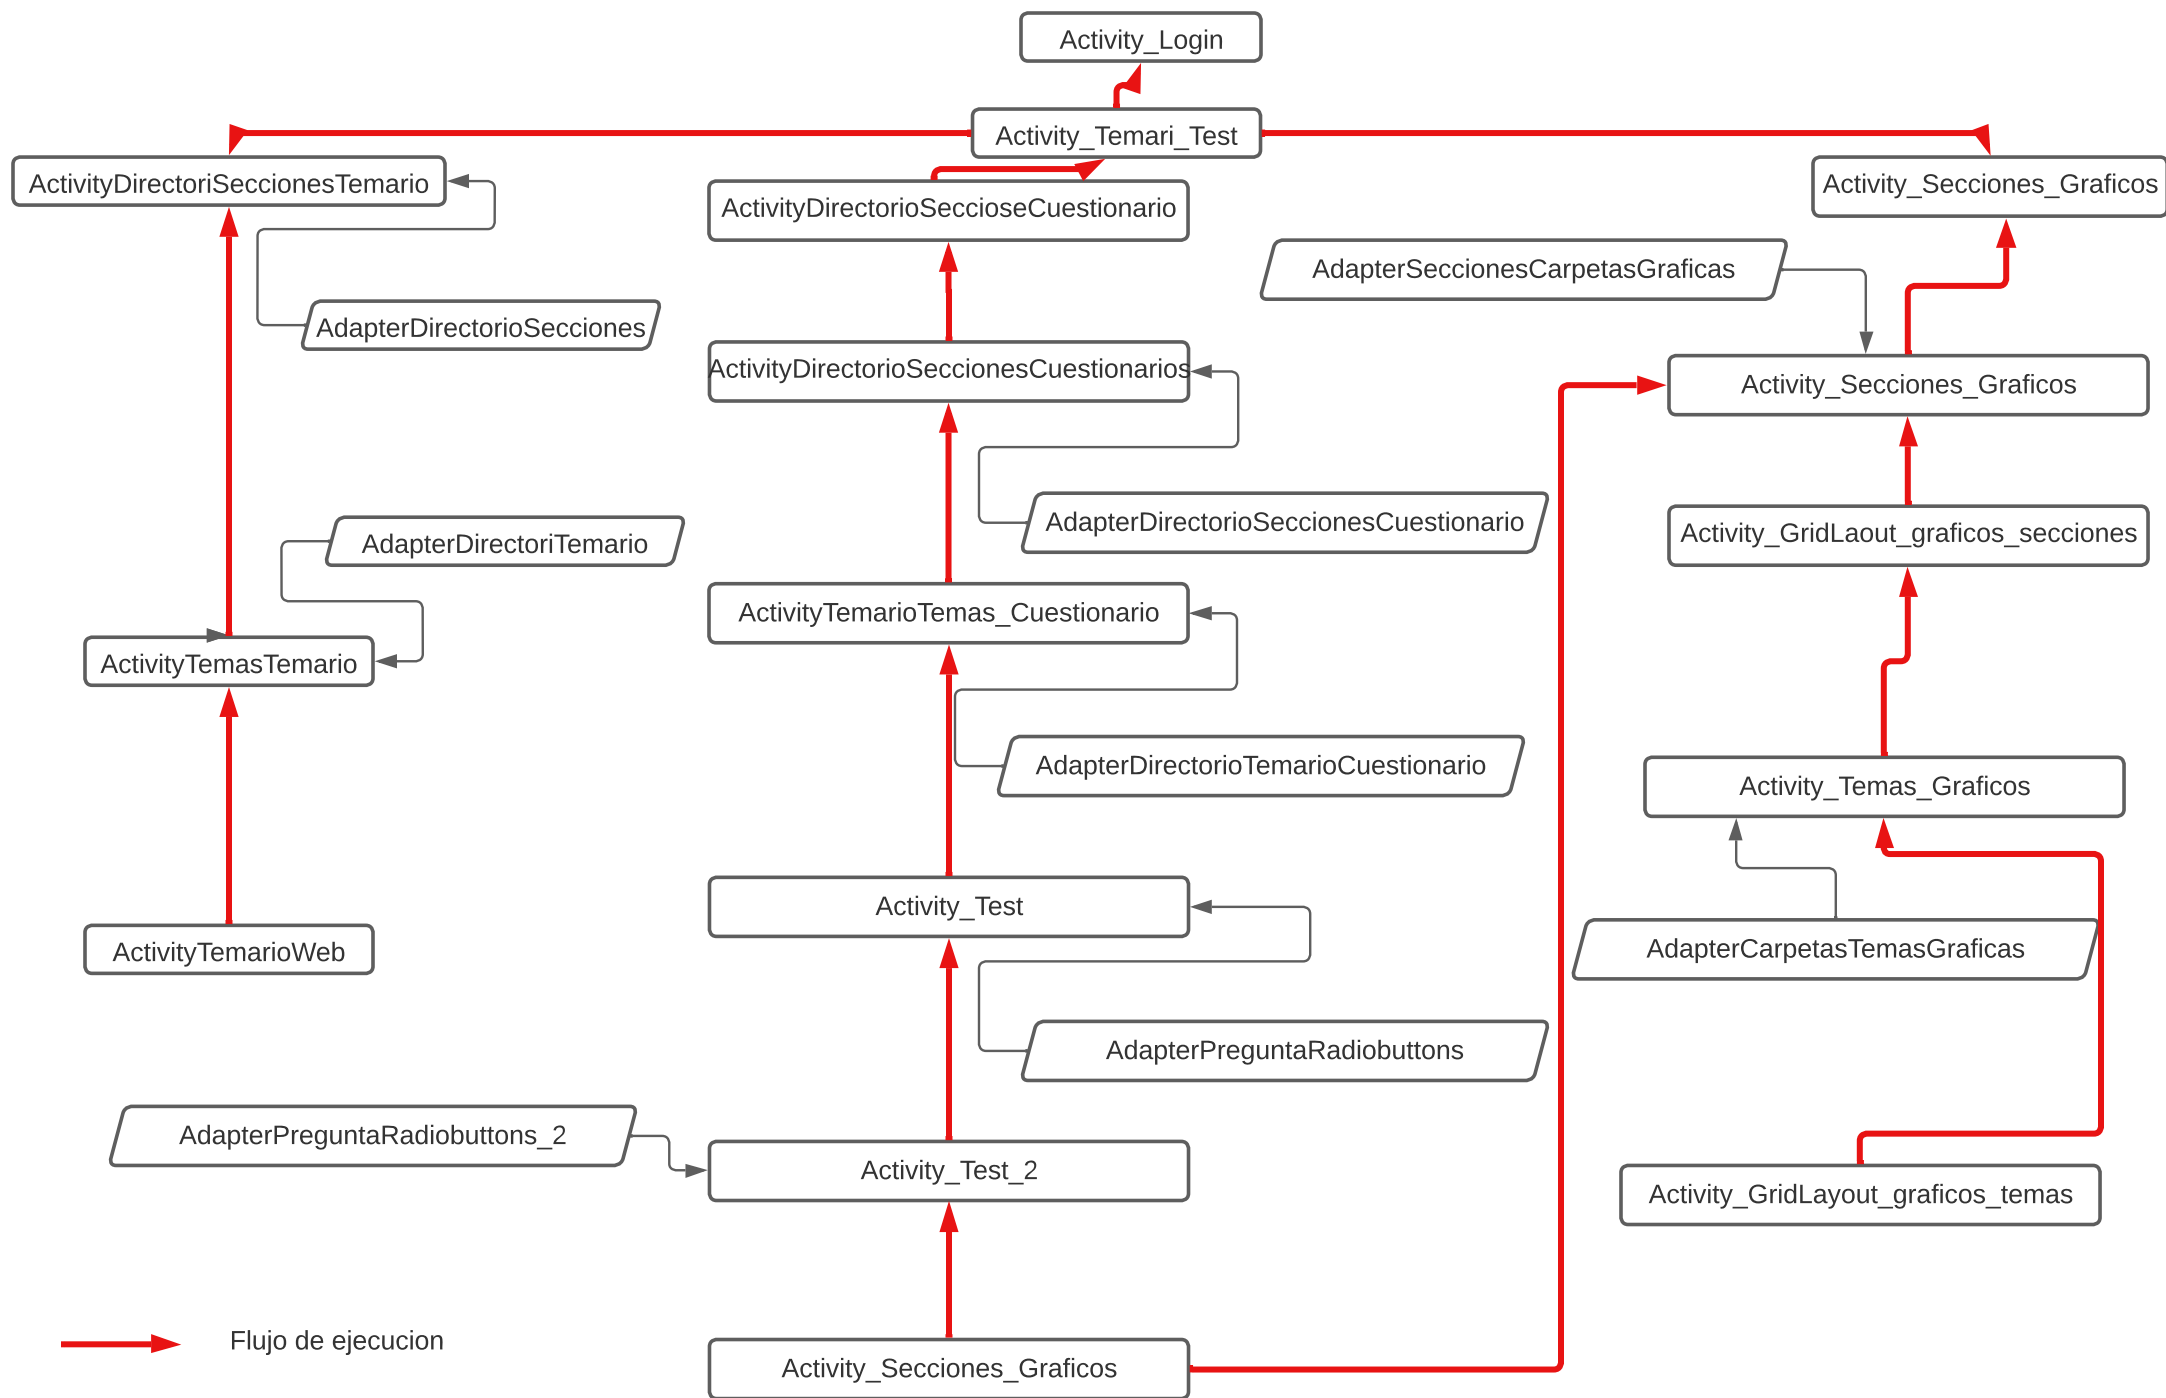 Activity_Login
Activity_Temari_Test
ActivityDirectoriSeccionesTemario
ActivityDirectorioSeccioseCuestionario
Activity_Secciones_Graficos
AdapterSeccionesCarpetasGraficas
AdapterDirectorioSecciones
ActivityDirectorioSeccionesCuestionarios
Activity_Secciones_Graficos
AdapterDirectorioSeccionesCuestionario
Activity_GridLaout_graficos_secciones
AdapterDirectoriTemario
ActivityTemarioTemas_Cuestionario
ActivityTemasTemario
AdapterDirectorioTemarioCuestionario
Activity_Temas_Graficos
Activity_Test
ActivityTemarioWeb
AdapterCarpetasTemasGraficas
AdapterPreguntaRadiobuttons
AdapterPreguntaRadiobuttons_2
Activity_Test_2
Activity_GridLayout_graficos_temas
Flujo de ejecucion
Activity_Secciones_Graficos